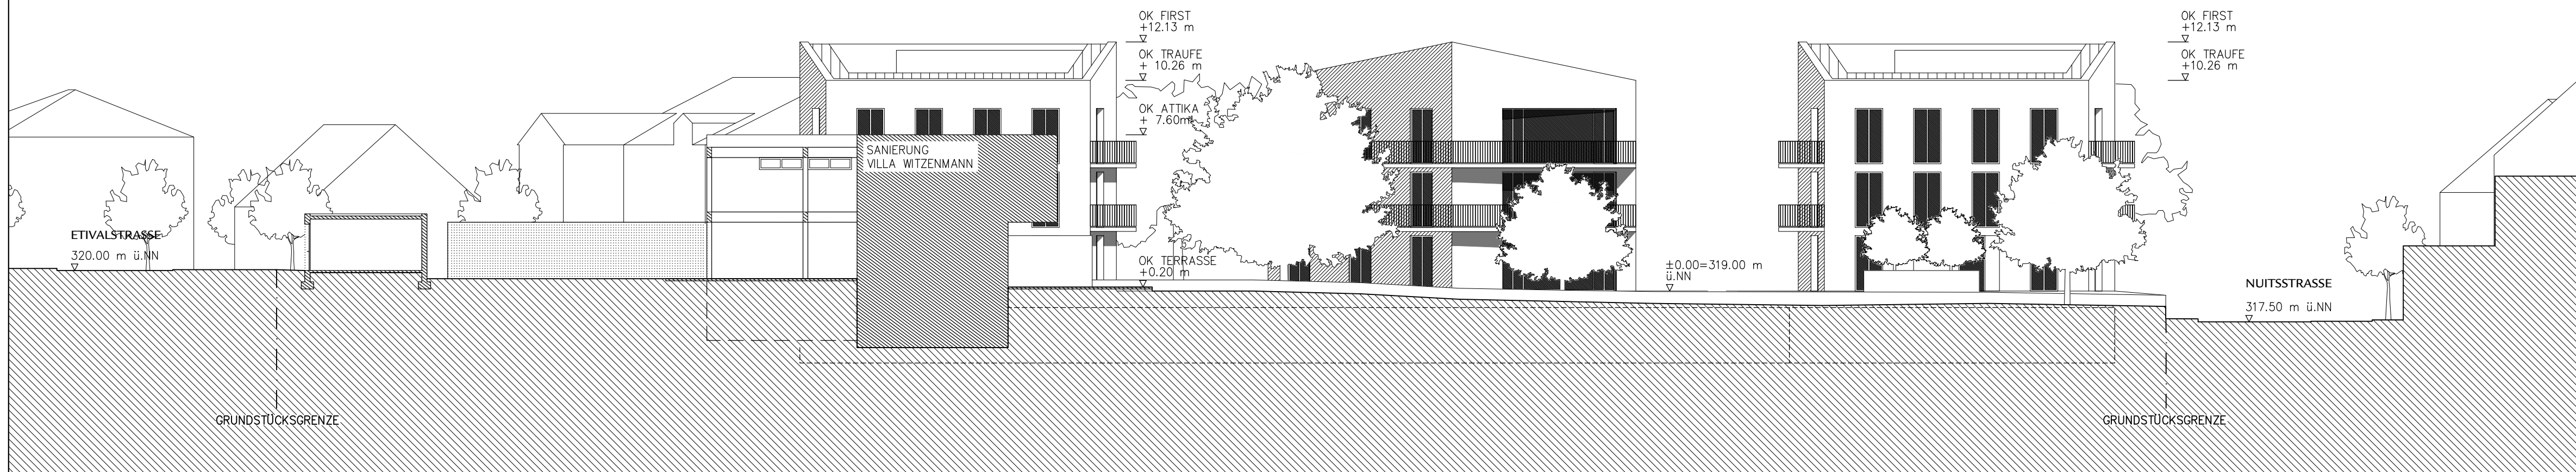 OK FIRST
+12.13 m
OK TRAUFE
+ 10.26 m
OK ATTIKA
+ 7.60m
SANIERUNG
VILLA WITZENMANN
ETIVALSTRASSE
320.00 m ü.NN
OK TERRASSE
+0.20 m
±0.00=319.00 m
ü.NN
OK FIRST
+12.13 m
OK TRAUFE
+10.26 m
NUITSSTRASSE
317.50 m ü.NN
GRUNDSTÜCKSGRENZE
GRUNDSTÜCKSGRENZE